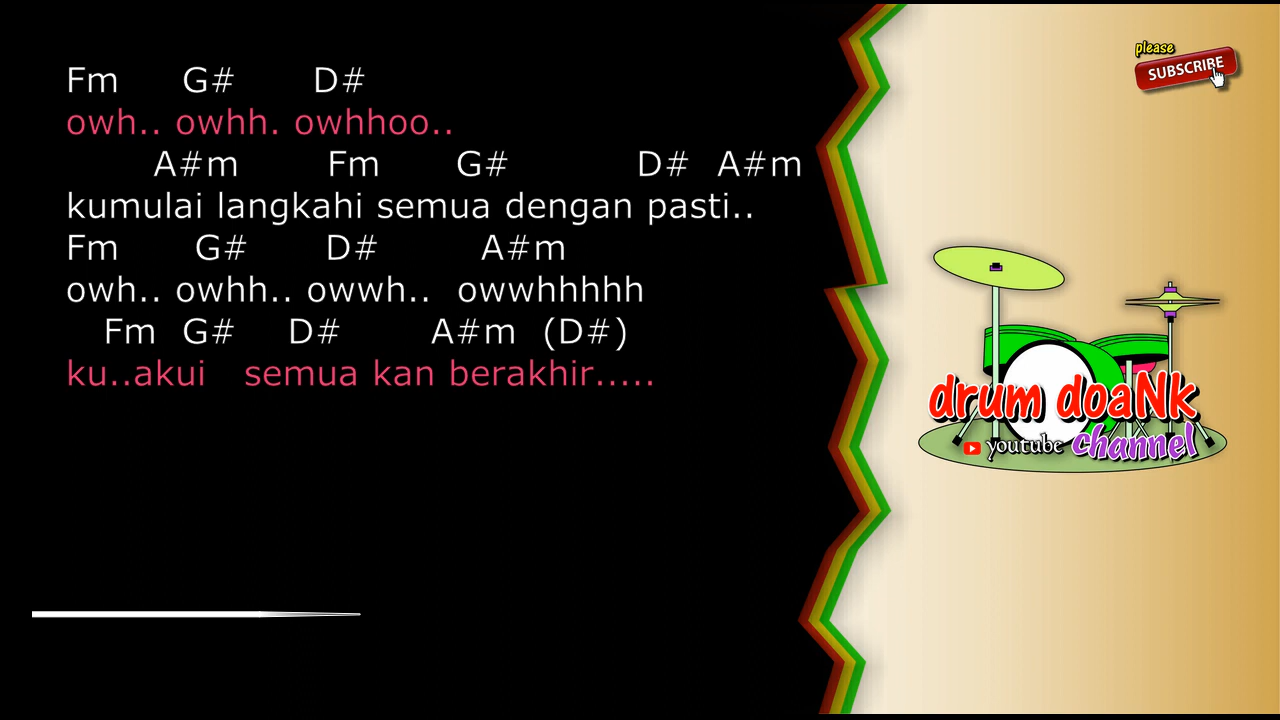 Fm G# D#
owh.. owhh. owhhoo..
A#m Fm G# D# A#m
kumulai langkahi semua dengan pasti..
Fm G# D# A#m
owh.. owhh.. owwh.. owwhhhhh
Fm G# D# A#m (D#)
ku..akui semua kan berakhir.....
please
SUBSCRIBE
drum doaNk
youtube channel